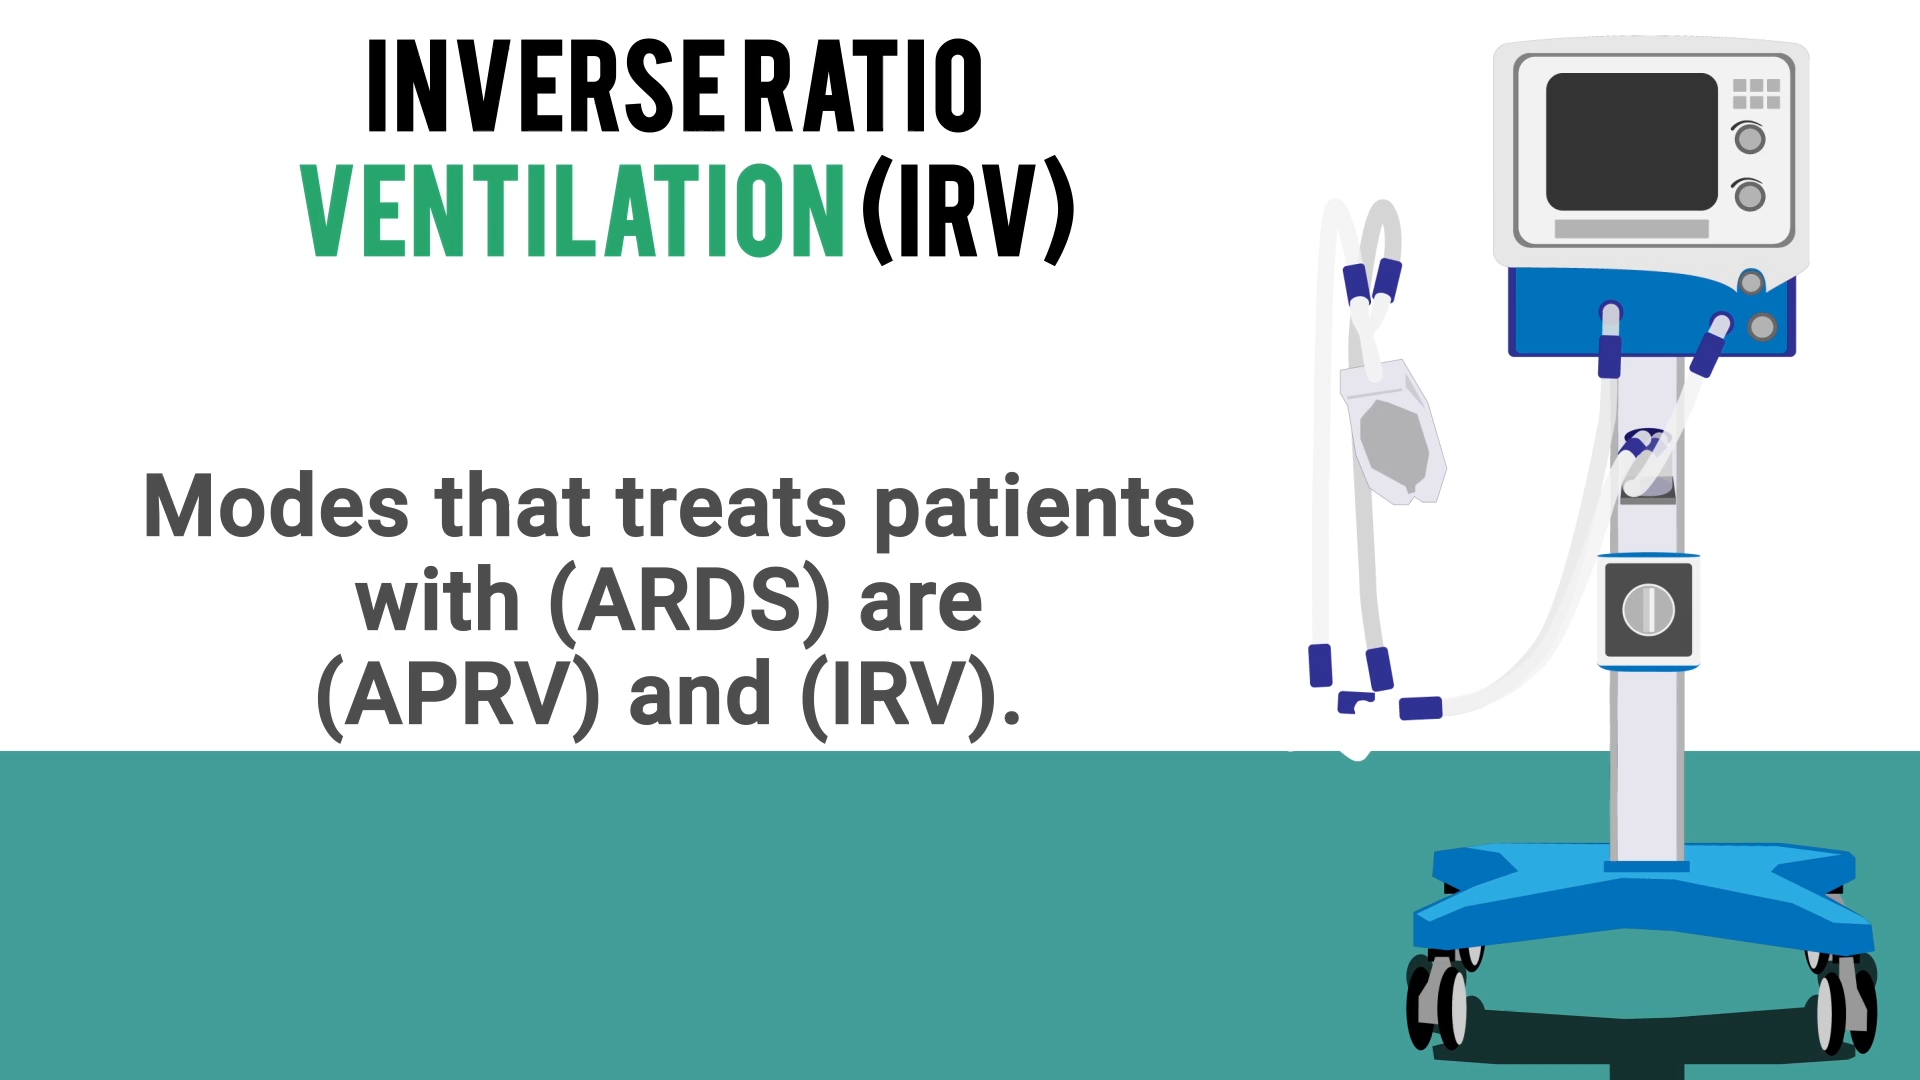 INVERSE RATIO
VENTILATION (IRV)
Modes that treats patients
with (ARDS) are
(APRV) and (IRV).